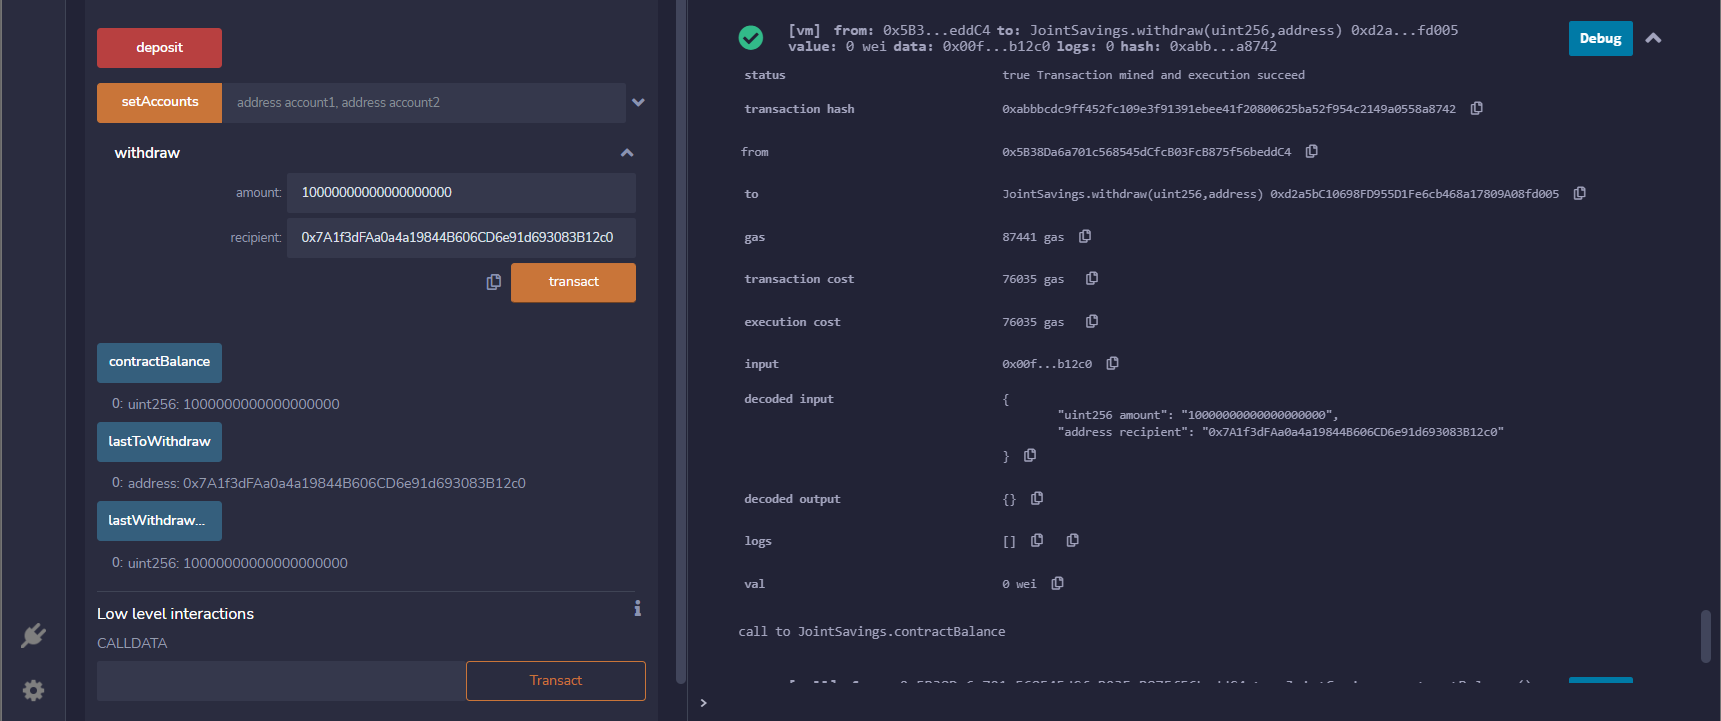 deposit
setAccounts address account1, address account2
withdraw
amount: 10000000000000000000
recipient: 0x7A1f3dFAa0a4a19844B606CD6e91d693083B12c0
transact
contractBalance
0: uint256: 1000000000000000000
lastToWithdraw
0: address: 0x7A1f3dFAa0a4a19844B606CD6e91d693083B12c0
lastWithdraw...
0: uint256: 10000000000000000000
Low level interactions
CALLDATA
Transact
[vm] from: 0x5B3...eddC4 to: JointSavings.withdraw(uint256,address) 0xd2a...fd005
value: 0 wei data: 0x00f...b12c0 logs: 0 hash: 0xabb...a8742
Debug
status true Transaction mined and execution succeed
transaction hash 0xabbbcdc9ff452fc109e3f91391ebee41f20800625ba52f954c2149a0558a8742
from 0x5B38Da6a701c568545dCfcB03FcB875f56beddC4
to JointSavings.withdraw(uint256,address) 0xd2a5bC10698FD955D1Fe6cb468a17809A08fd005
gas 87441 gas
transaction cost 76035 gas
execution cost 76035 gas
input 0x00f...b12c0
decoded input {
"uint256 amount": "10000000000000000000",
"address recipient": "0x7A1f3dFAa0a4a19844B606CD6e91d693083B12c0"
}
decoded output {}
logs []
val 0 wei
call to JointSavings.contractBalance
>